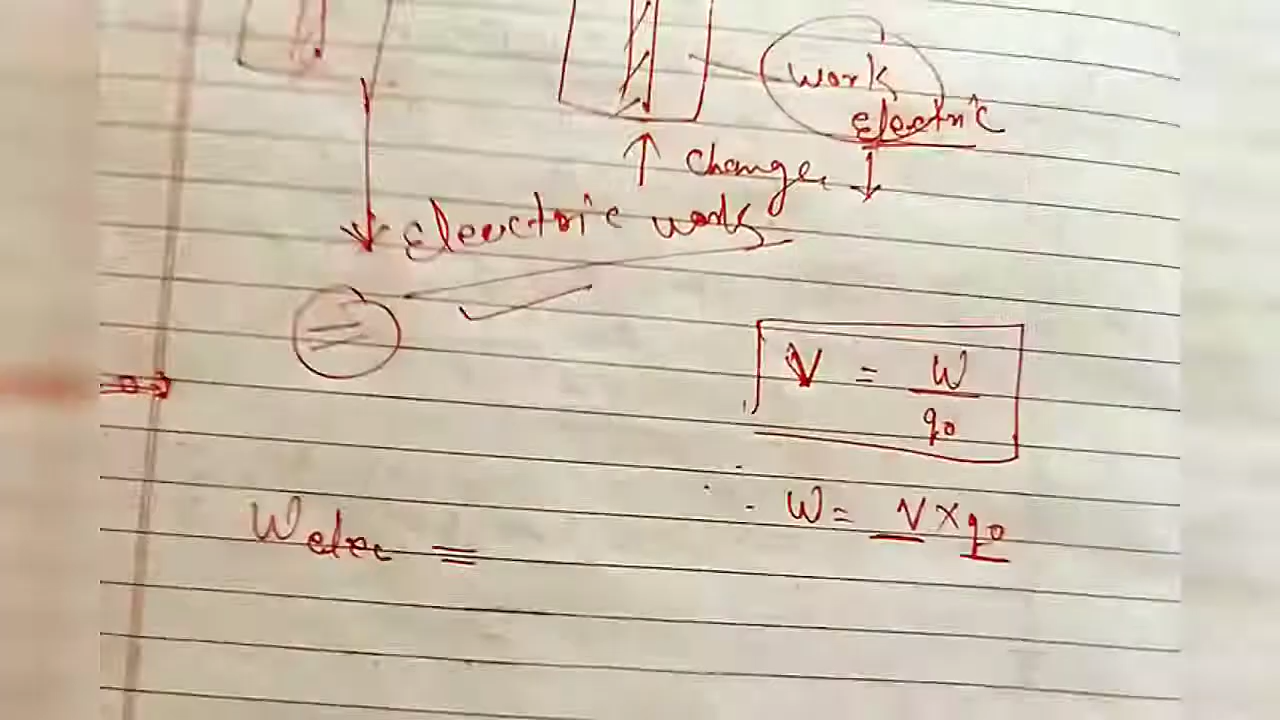 Work
Electric
Change
Electric work
V = W/q₀
∴ W = V × q₀
Welec =